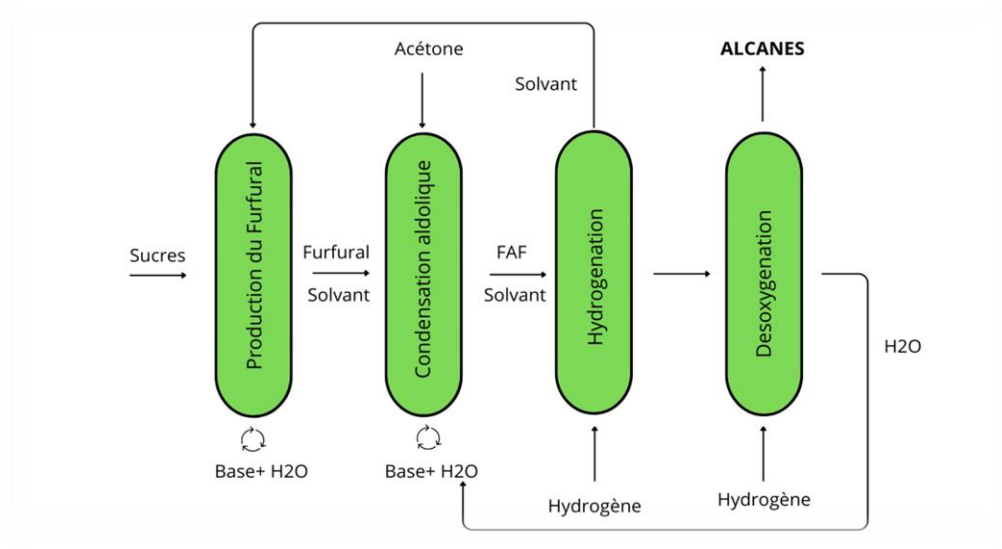 Acétone
ALCANES
Solvant
Production du Furfural
Condensation aldolique
Hydrogenation
Desoxygenation
Sucres
Furfural
Solvant
FAF
Solvant
H2O
Base+ H2O
Base+ H2O
Hydrogène
Hydrogène